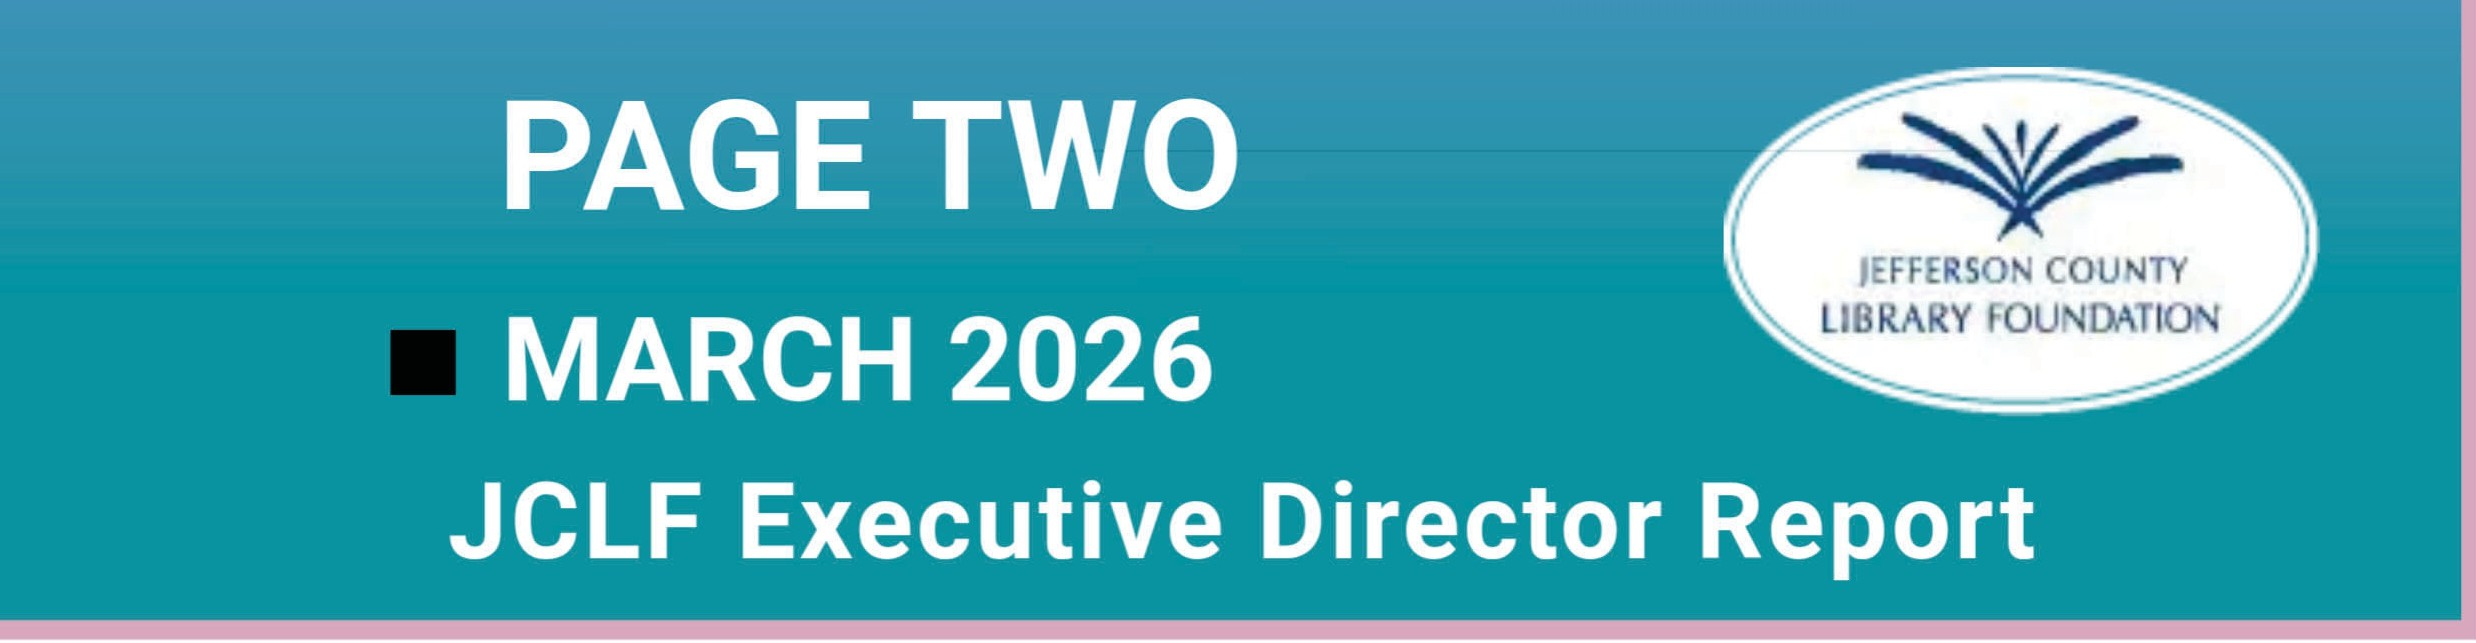 PAGE TWO
MARCH 2026
JCLF Executive Director Report
JEFFERSON COUNTY
LIBRARY FOUNDATION